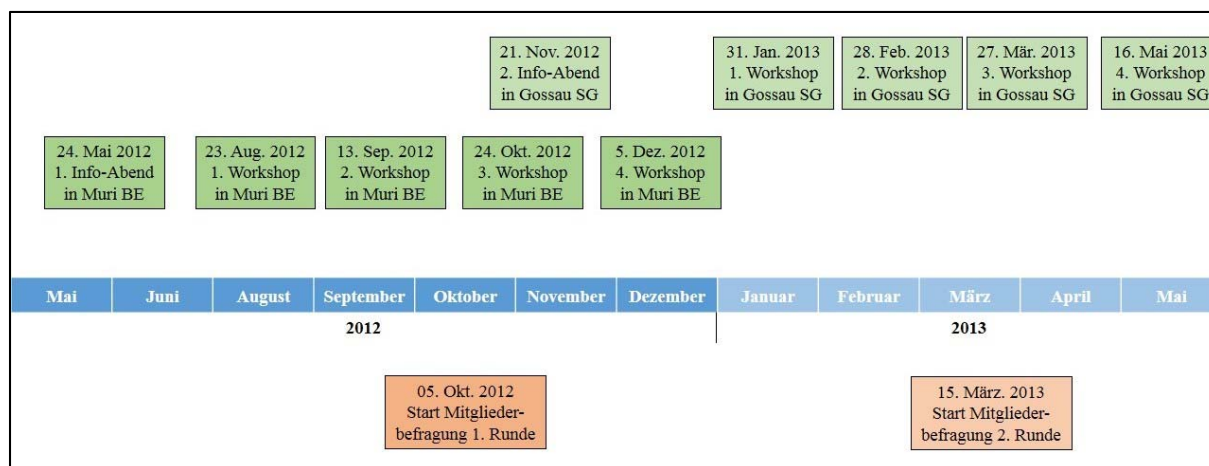 21. Nov. 2012
2. Info-Abend
in Gossau SG
31. Jan. 2013
1. Workshop
in Gossau SG
28. Feb. 2013
2. Workshop
in Gossau SG
27. Mär. 2013
3. Workshop
in Gossau SG
16. Mai 2013
4. Workshop
in Gossau SG
24. Mai 2012
1. Info-Abend
in Muri BE
23. Aug. 2012
1. Workshop
in Muri BE
13. Sep. 2012
2. Workshop
in Muri BE
24. Okt. 2012
3. Workshop
in Muri BE
5. Dez. 2012
4. Workshop
in Muri BE
Mai Juni August September Oktober November Dezember Januar Februar März April Mai
2012 2013
05. Okt. 2012
Start Mitglieder-
befragung 1. Runde
15. März. 2013
Start Mitglieder-
befragung 2. Runde